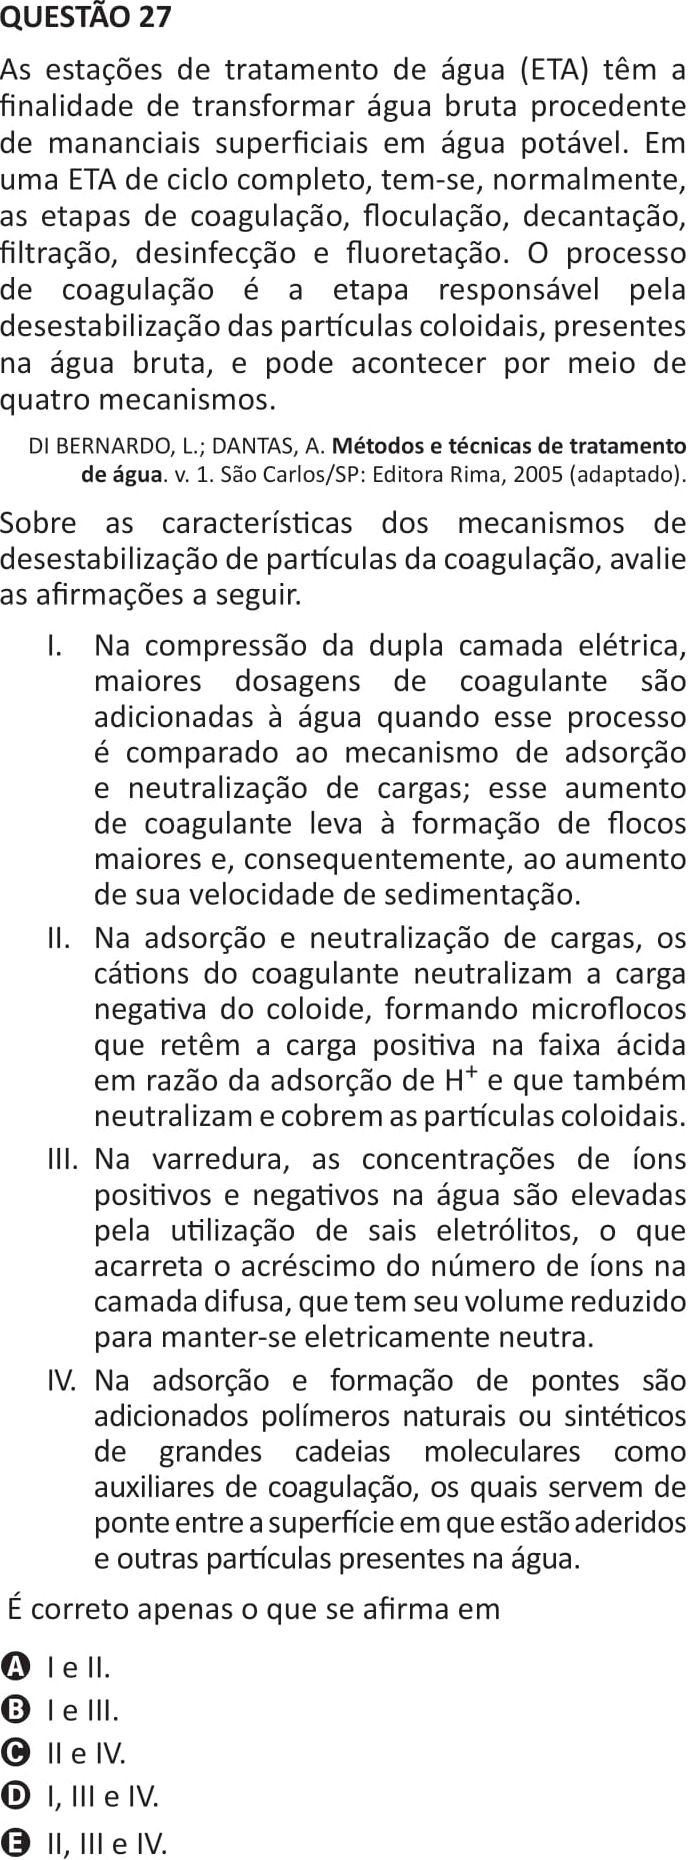 QUESTÃO 27
As estações de tratamento de água (ETA) têm a
finalidade de transformar água bruta procedente
de mananciais superficiais em água potável. Em
uma ETA de ciclo completo, tem-se, normalmente,
as etapas de coagulação, floculação, decantação,
filtração, desinfecção e fluoretação. O processo
de coagulação é a etapa responsável pela
desestabilização das partículas coloidais, presentes
na água bruta, e pode acontecer por meio de
quatro mecanismos.
DI BERNARDO, L.; DANTAS, A. Métodos e técnicas de tratamento
de água. v. 1. São Carlos/SP: Editora Rima, 2005 (adaptado).
Sobre as características dos mecanismos de
desestabilização de partículas da coagulação, avalie
as afirmações a seguir.
I. Na compressão da dupla camada elétrica,
maiores dosagens de coagulante são
adicionadas à água quando esse processo
é comparado ao mecanismo de adsorção
e neutralização de cargas; esse aumento
de coagulante leva à formação de flocos
maiores e, consequentemente, ao aumento
de sua velocidade de sedimentação.
II. Na adsorção e neutralização de cargas, os
cátions do coagulante neutralizam a carga
negativa do coloide, formando microflocos
que retêm a carga positiva na faixa ácida
em razão da adsorção de H⁺ e que também
neutralizam e cobrem as partículas coloidais.
III. Na varredura, as concentrações de íons
positivos e negativos na água são elevadas
pela utilização de sais eletrólitos, o que
acarreta o acréscimo do número de íons na
camada difusa, que tem seu volume reduzido
para manter-se eletricamente neutra.
IV. Na adsorção e formação de pontes são
adicionados polímeros naturais ou sintéticos
de grandes cadeias moleculares como
auxiliares de coagulação, os quais servem de
ponte entre a superfície em que estão aderidos
e outras partículas presentes na água.
É correto apenas o que se afirma em
A I e II.
B I e III.
C II e IV.
D I, III e IV.
E II, III e IV.